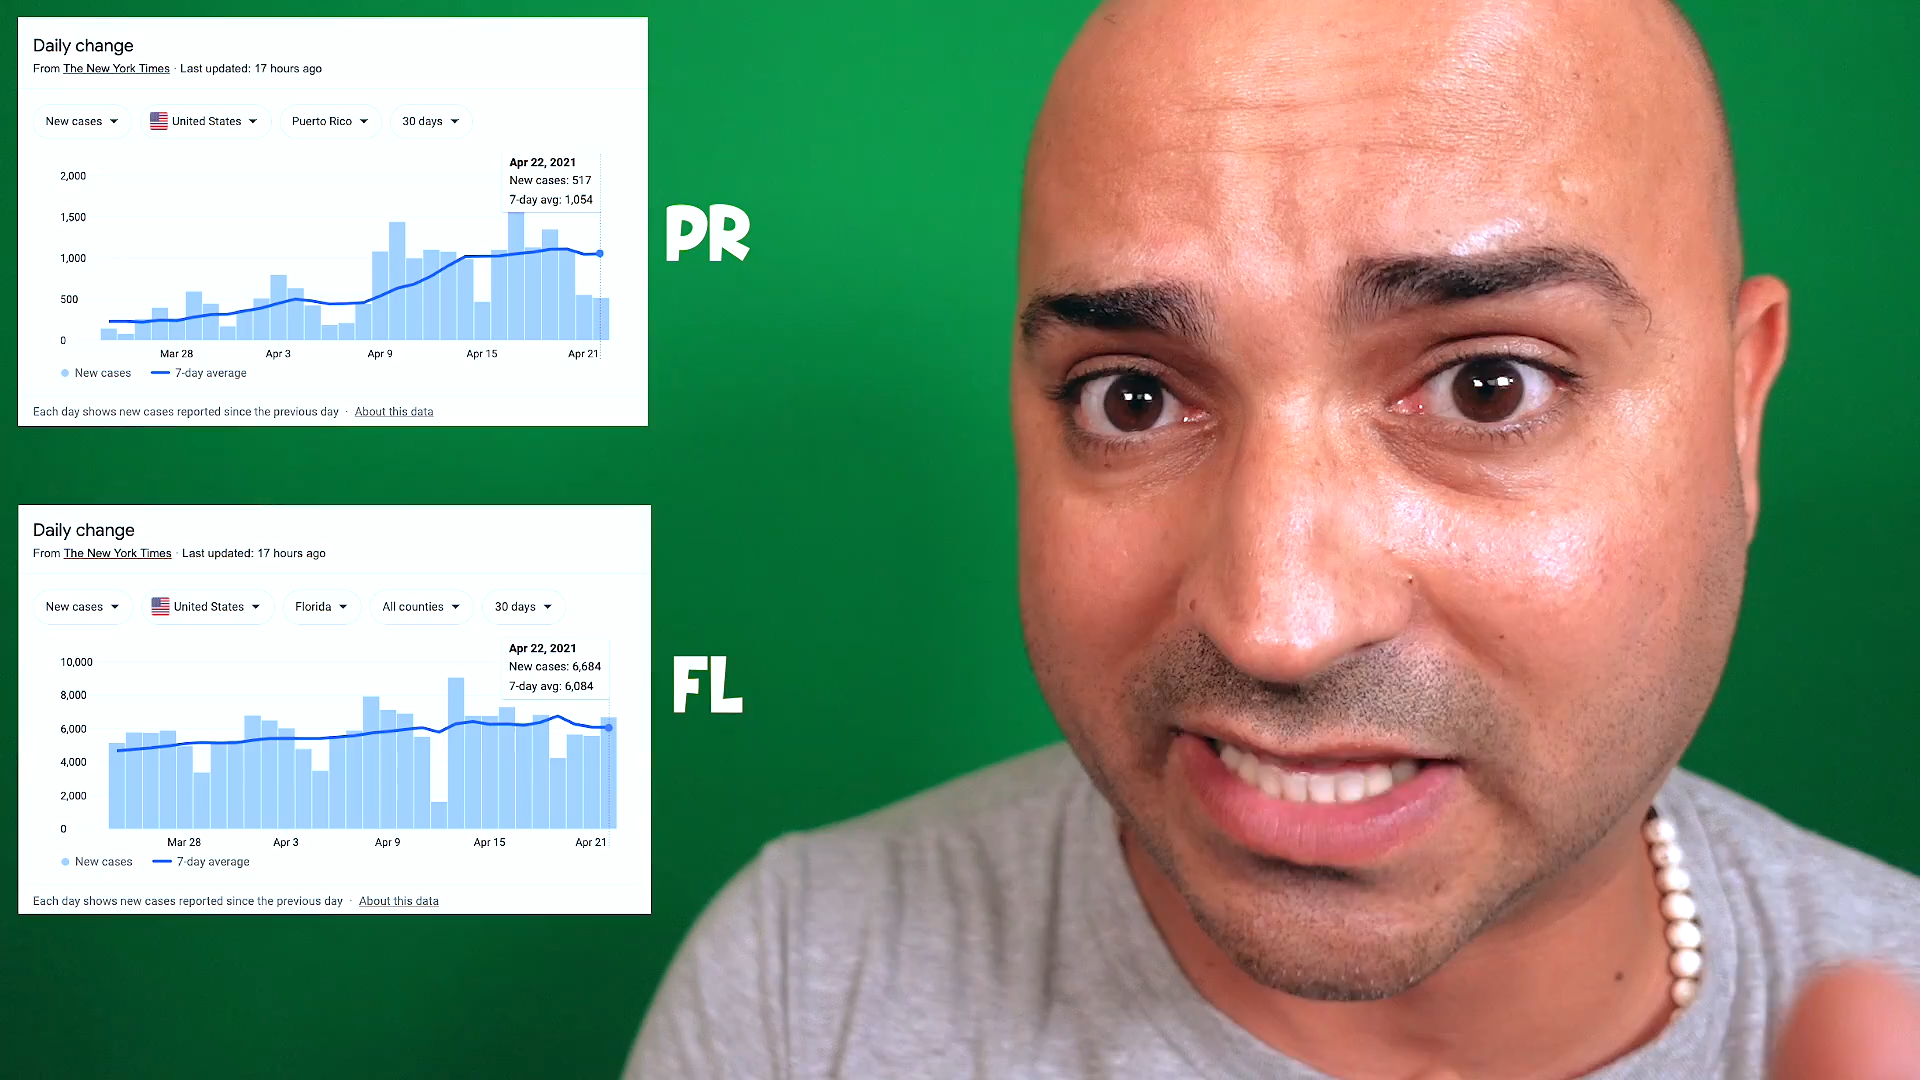 Daily change
From The New York Times · Last updated: 17 hours ago
New cases United States Puerto Rico 30 days
Apr 22, 2021
New cases: 517
7-day avg: 1,054
2,000
1,500
1,000
500
0
Mar 28 Apr 3 Apr 9 Apr 15 Apr 21
New cases 7-day average
Each day shows new cases reported since the previous day · About this data
PR
Daily change
From The New York Times · Last updated: 17 hours ago
New cases United States Florida All counties 30 days
Apr 22, 2021
New cases: 6,684
7-day avg: 6,084
10,000
8,000
6,000
4,000
2,000
0
Mar 28 Apr 3 Apr 9 Apr 15 Apr 21
New cases 7-day average
Each day shows new cases reported since the previous day · About this data
FL